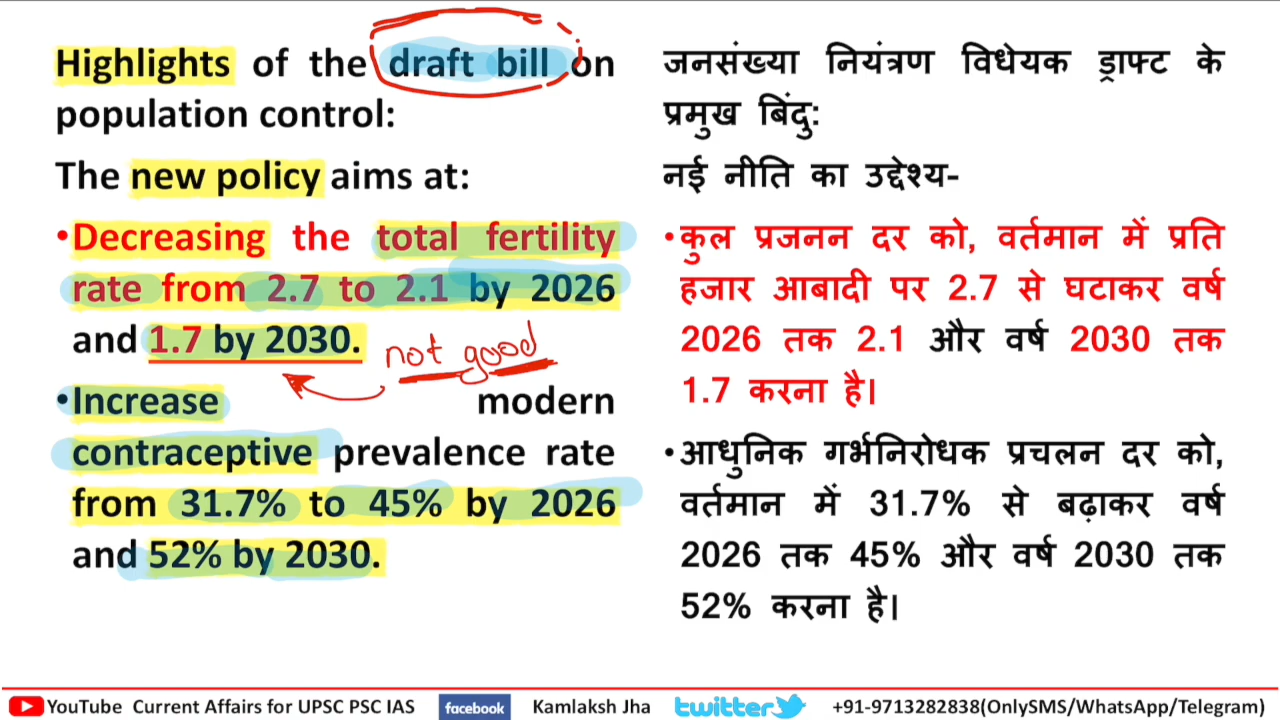 Highlights of the draft bill on
population control:
The new policy aims at:
•Decreasing the total fertility
rate from 2.7 to 2.1 by 2026
and 1.7 by 2030.
not good
•Increase modern
contraceptive prevalence rate
from 31.7% to 45% by 2026
and 52% by 2030.
जनसंख्या नियंत्रण विधेयक ड्राफ्ट के
प्रमुख बिंदु:
नई नीति का उद्देश्य-
•कुल प्रजनन दर को, वर्तमान में प्रति
हजार आबादी पर 2.7 से घटाकर वर्ष
2026 तक 2.1 और वर्ष 2030 तक
1.7 करना है।
•आधुनिक गर्भनिरोधक प्रचलन दर को,
वर्तमान में 31.7% से बढ़ाकर वर्ष
2026 तक 45% और वर्ष 2030 तक
52% करना है।
YouTube Current Affairs for UPSC PSC IAS facebook Kamlaksh Jha twitter +91-9713282838(OnlySMS/WhatsApp/Telegram)